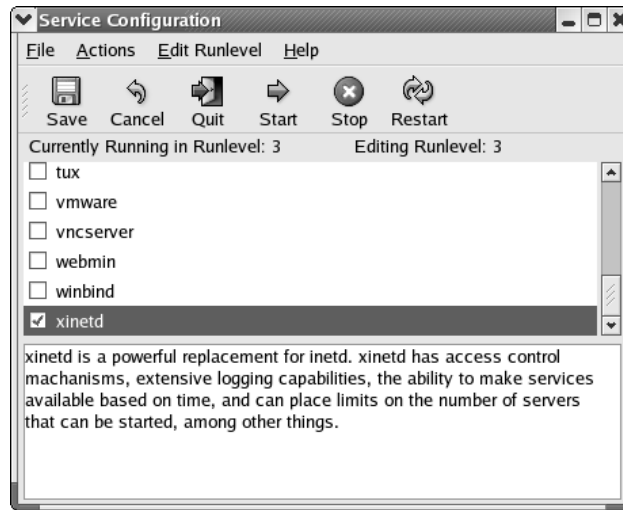 Service Configuration
File Actions Edit Runlevel Help
Save Cancel Quit Start Stop Restart
Currently Running in Runlevel: 3 Editing Runlevel: 3
tux
vmware
vncserver
webmin
winbind
xinetd
xinetd is a powerful replacement for inetd. xinetd has access control
machanisms, extensive logging capabilities, the ability to make services
available based on time, and can place limits on the number of servers
that can be started, among other things.